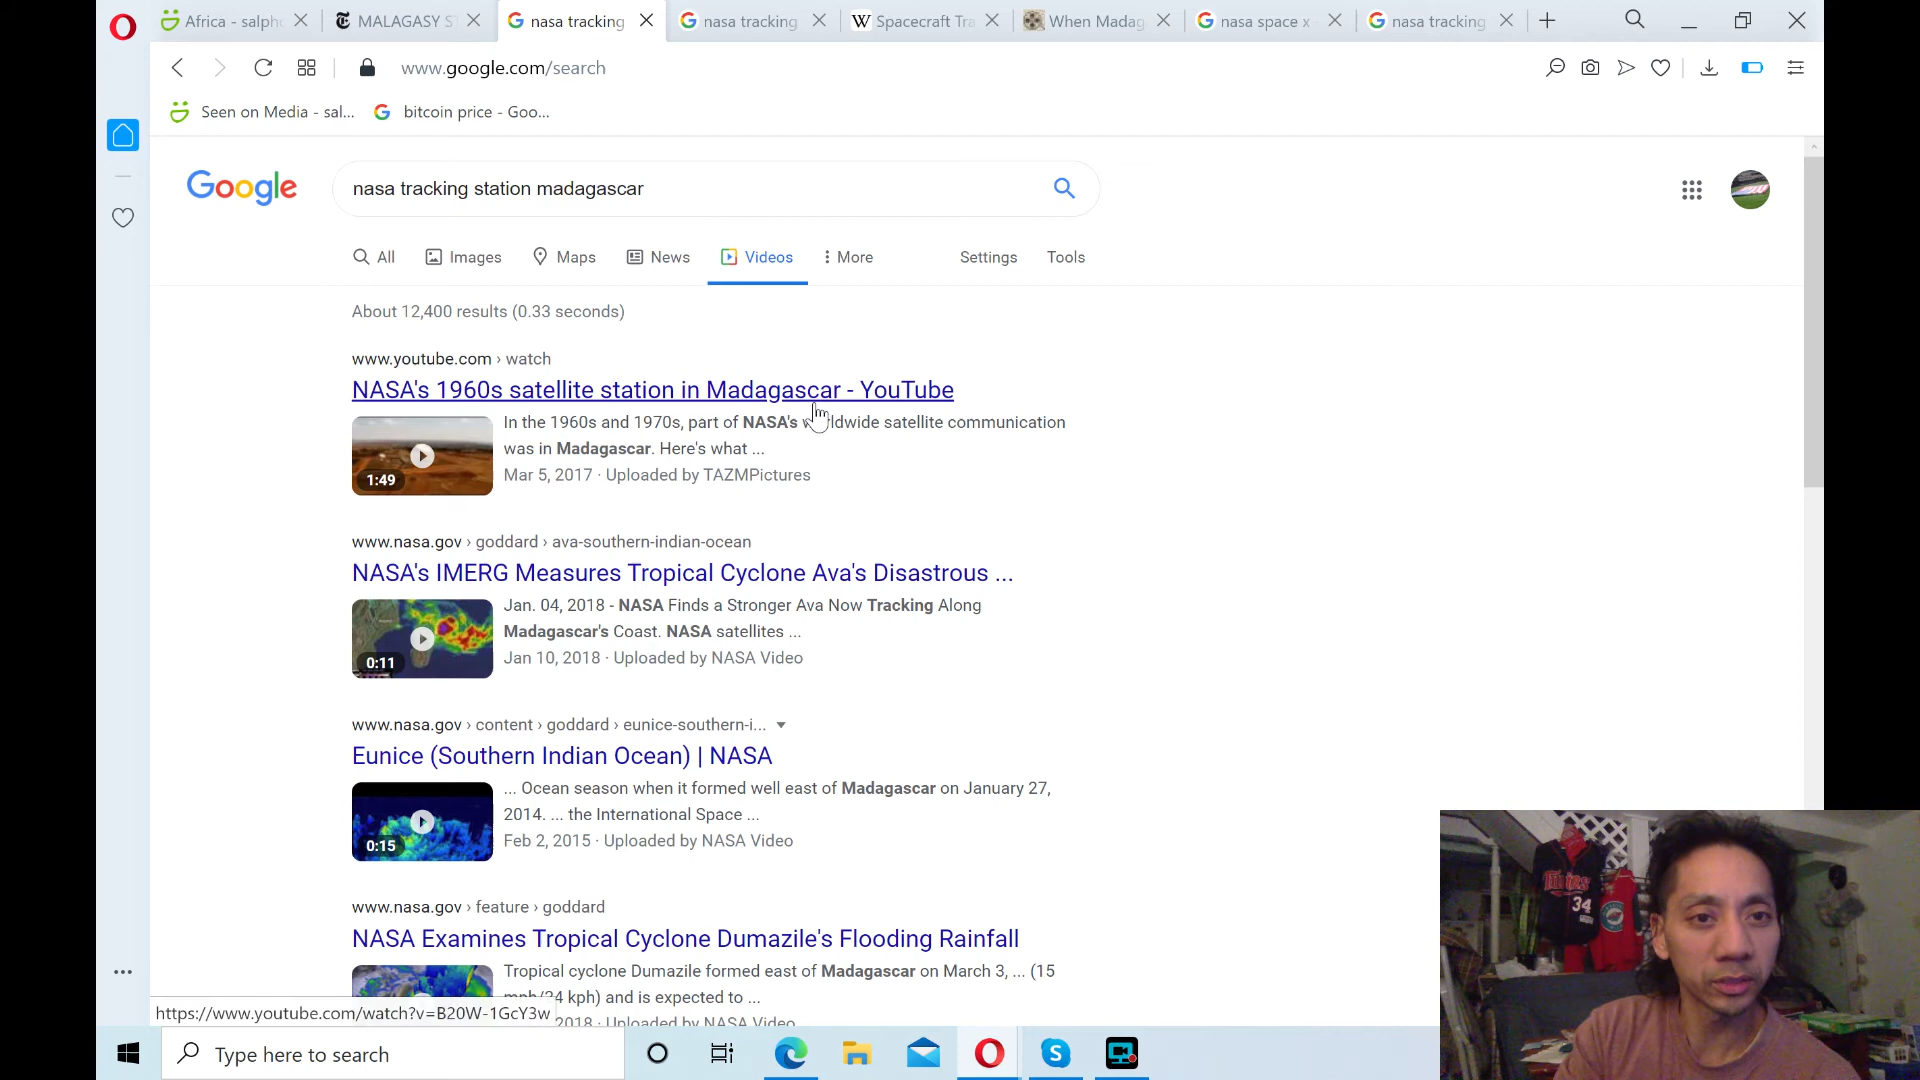 Africa - salpho
MALAGASY S
nasa tracking
nasa tracking
Spacecraft Tra
When Madag
nasa space x
nasa tracking
www.google.com/search
Seen on Media - sal...
bitcoin price - Goo...
Google
nasa tracking station madagascar
All
Images
Maps
News
Videos
More
Settings
Tools
About 12,400 results (0.33 seconds)
www.youtube.com › watch
NASA's 1960s satellite station in Madagascar - YouTube
In the 1960s and 1970s, part of NASA's ldwide satellite communication
was in Madagascar. Here's what ...
1:49
Mar 5, 2017 · Uploaded by TAZMPictures
www.nasa.gov › goddard › ava-southern-indian-ocean
NASA's IMERG Measures Tropical Cyclone Ava's Disastrous ...
Jan. 04, 2018 - NASA Finds a Stronger Ava Now Tracking Along
Madagascar's Coast. NASA satellites ...
0:11
Jan 10, 2018 · Uploaded by NASA Video
www.nasa.gov › content › goddard › eunice-southern-i...
Eunice (Southern Indian Ocean) | NASA
... Ocean season when it formed well east of Madagascar on January 27,
2014. ... the International Space ...
0:15
Feb 2, 2015 · Uploaded by NASA Video
www.nasa.gov › feature › goddard
NASA Examines Tropical Cyclone Dumazile's Flooding Rainfall
Tropical cyclone Dumazile formed east of Madagascar on March 3, ... (15
mph/24 kph) and is expected to ...
2018 · Uploaded by NASA Video
https://www.youtube.com/watch?v=B20W-1GcY3w
Type here to search
Twins
34